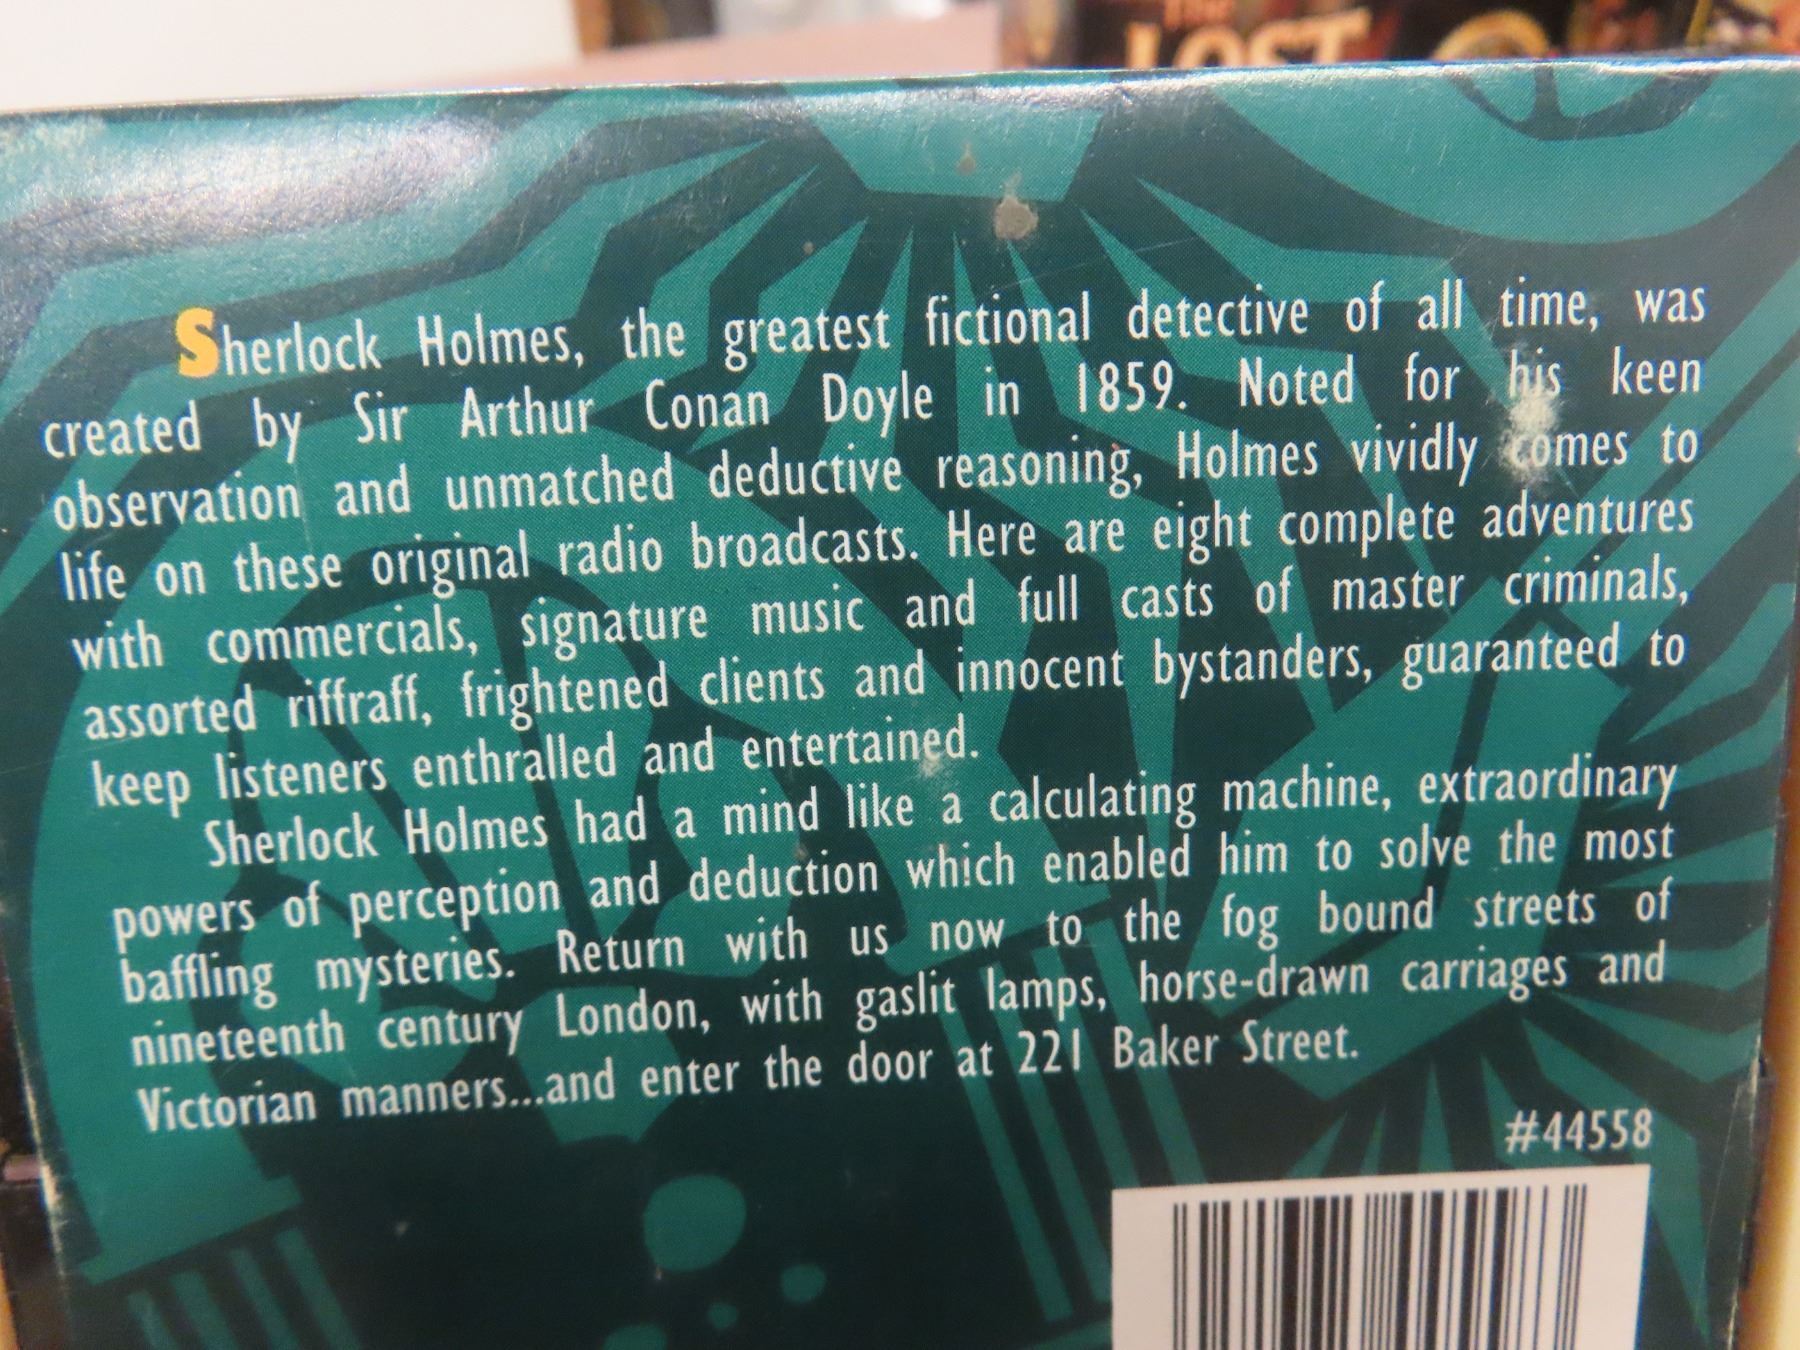 The
LOST
Sherlock Holmes, the greatest fictional detective of all time, was
created by Sir Arthur Conan Doyle in 1859. Noted for his keen
observation and unmatched deductive reasoning, Holmes vividly comes to
life on these original radio broadcasts. Here are eight complete adventures
with commercials, signature music and full casts of master criminals,
assorted riffraff, frightened clients and innocent bystanders, guaranteed to
keep listeners enthralled and entertained.
Sherlock Holmes had a mind like a calculating machine, extraordinary
powers of perception and deduction which enabled him to solve the most
baffling mysteries. Return with us now to the fog bound streets of
nineteenth century London, with gaslit lamps, horse-drawn carriages and
Victorian manners...and enter the door at 221 Baker Street.
#44558